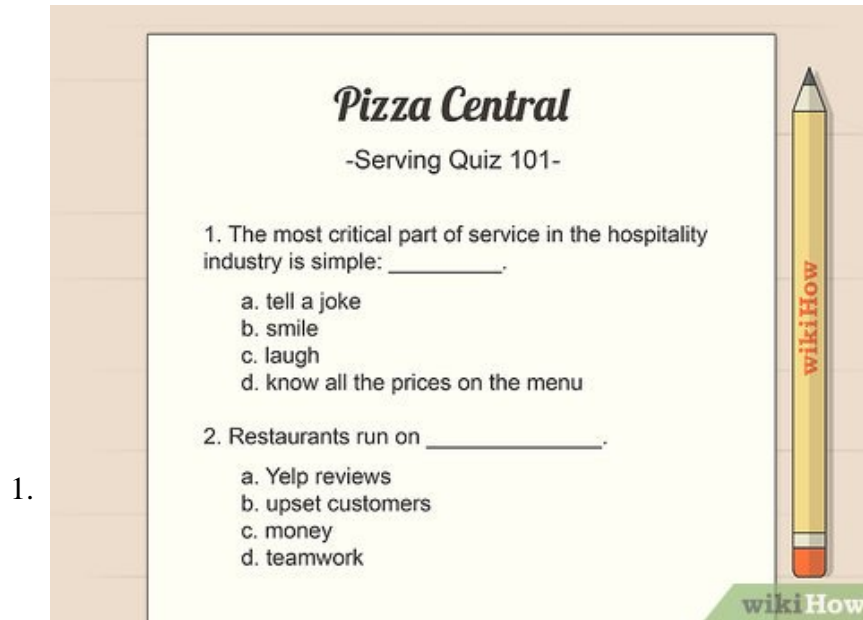 Pizza Central
-Serving Quiz 101-
1. The most critical part of service in the hospitality
industry is simple: _________.
a. tell a joke
b. smile
c. laugh
d. know all the prices on the menu
2. Restaurants run on ______________.
a. Yelp reviews
b. upset customers
c. money
d. teamwork
1.
wikiHow
wikiHow